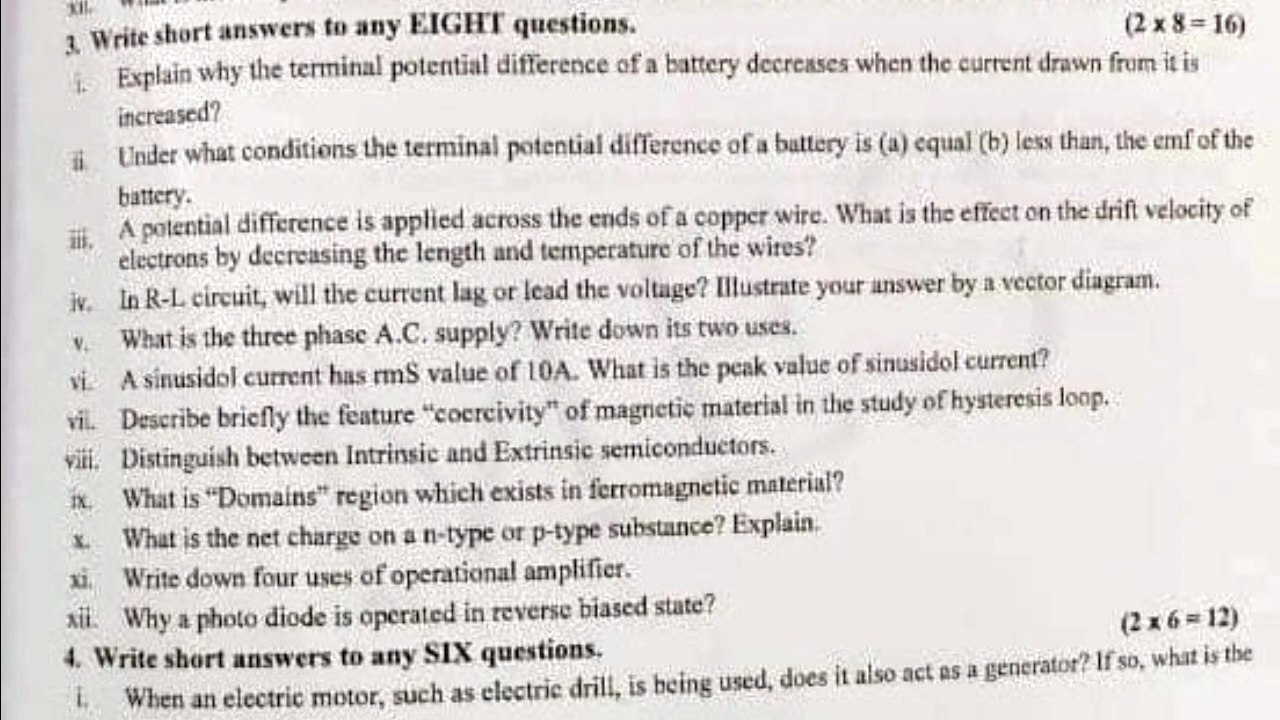 xii.
3. Write short answers to any EIGHT questions. (2 x 8 = 16)
i. Explain why the terminal potential difference of a battery decreases when the current drawn from it is
increased?
ii. Under what conditions the terminal potential difference of a battery is (a) equal (b) less than, the emf of the
battery.
iii. A potential difference is applied across the ends of a copper wire. What is the effect on the drift velocity of
electrons by decreasing the length and temperature of the wires?
iv. In R-L circuit, will the current lag or lead the voltage? Illustrate your answer by a vector diagram.
v. What is the three phase A.C. supply? Write down its two uses.
vi. A sinusidol current has rmS value of 10A. What is the peak value of sinusidol current?
vii. Describe briefly the feature "coercivity" of magnetic material in the study of hysteresis loop.
viii. Distinguish between Intrinsic and Extrinsic semiconductors.
ix. What is "Domains" region which exists in ferromagnetic material?
x. What is the net charge on a n-type or p-type substance? Explain.
xi. Write down four uses of operational amplifier.
xii. Why a photo diode is operated in reverse biased state?
4. Write short answers to any SIX questions. (2 x 6 = 12)
i. When an electric motor, such as electric drill, is being used, does it also act as a generator? If so, what is the